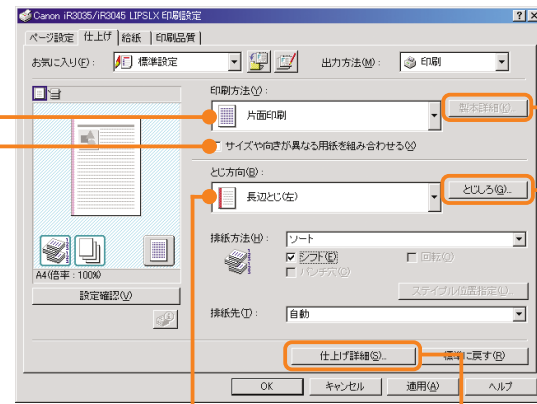 Canon iR3035/iR3045 LIPSLX 印刷設定
ページ設定 仕上げ 給紙 印刷品質
お気に入り(F): 標準設定 出力方法(M): 印刷
印刷方法(Y):
片面印刷 製本詳細(K)...
サイズや向きが異なる用紙を組み合わせる(X)
とじ方向(B):
長辺とじ(左) とじしろ(G)...
排紙方法(H): ソート
シフト(E) 回転(O)
パンチ穴(C)
A4(倍率: 100%)
ステイプル位置指定(Q)...
設定確認(V)
排紙先(T): 自動
仕上げ詳細(S)... 標準に戻す(R)
OK キャンセル 適用(A) ヘルプ